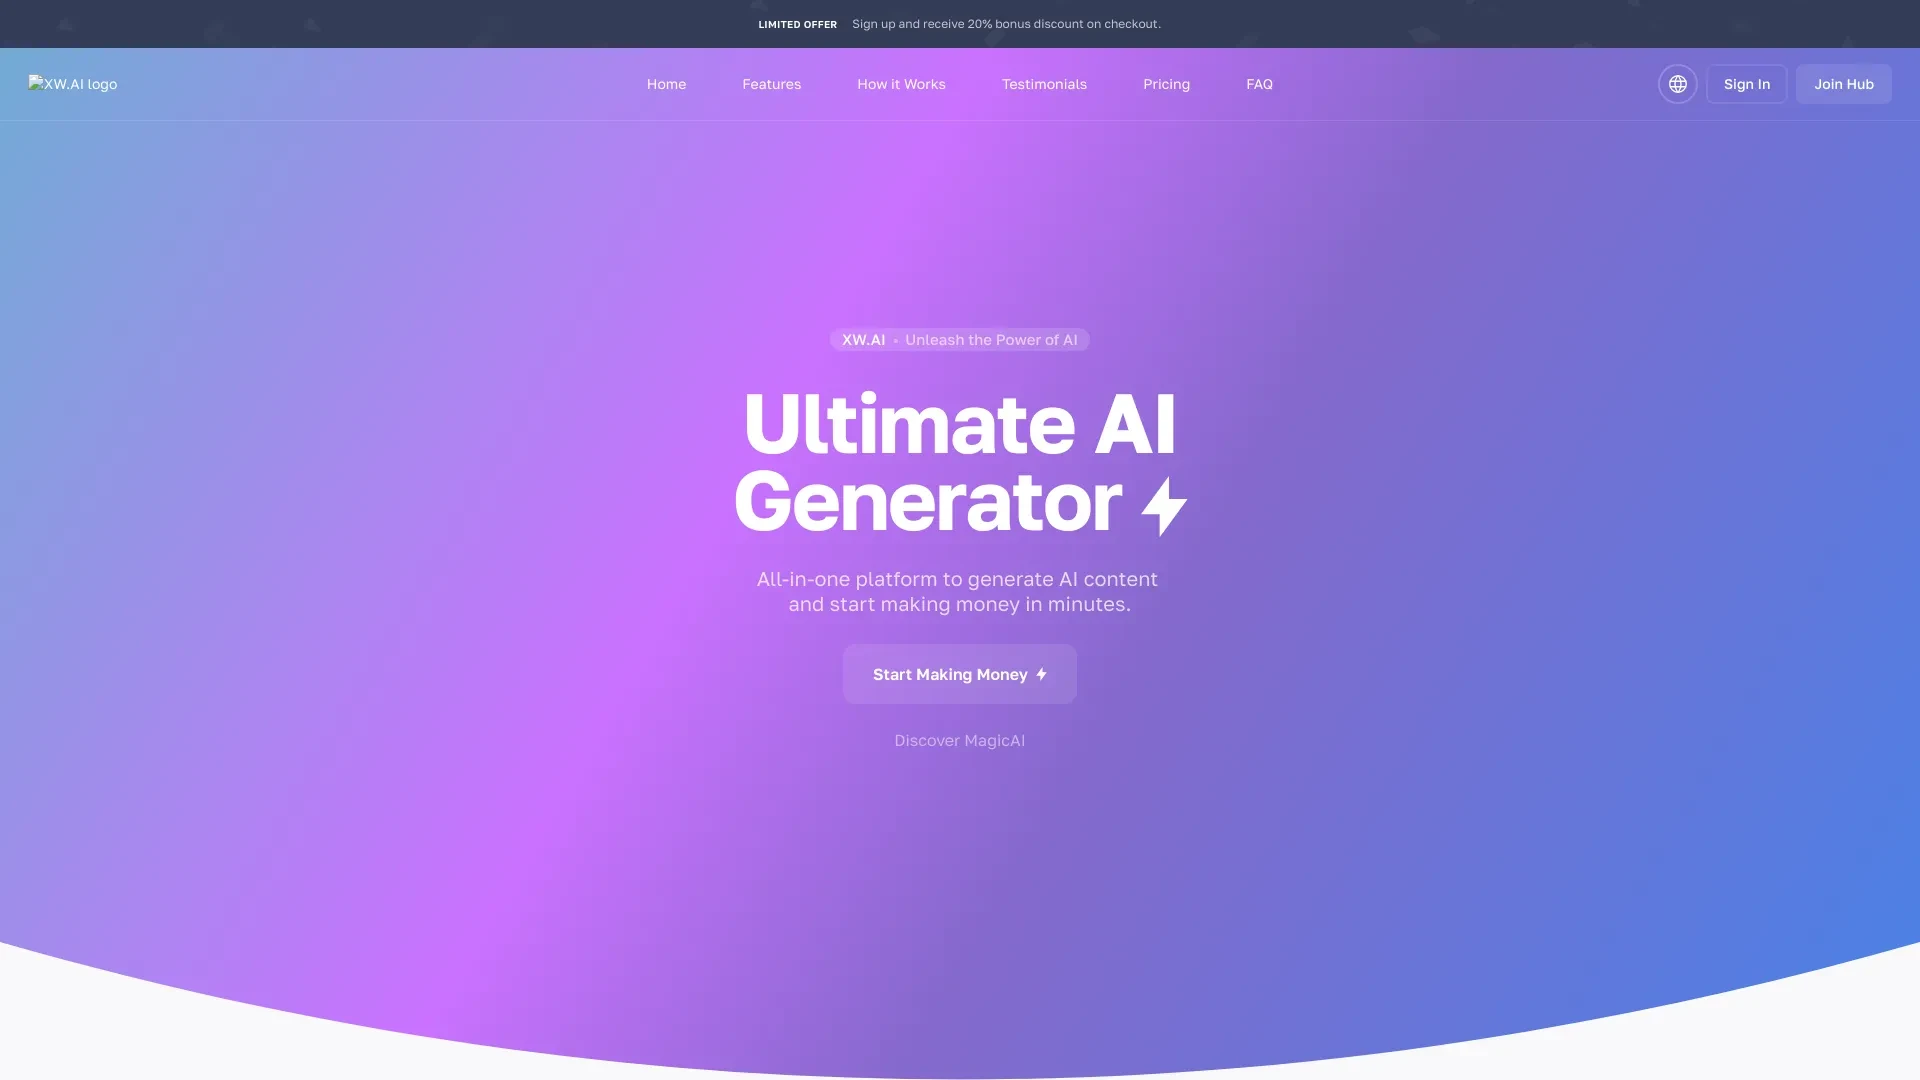 LIMITED OFFER Sign up and receive 20% bonus discount on checkout.
XW.AI logo
Home Features How it Works Testimonials Pricing FAQ
Sign In Join Hub
XW.AI • Unleash the Power of AI
Ultimate AI
Generator
All-in-one platform to generate AI content
and start making money in minutes.
Start Making Money
Discover MagicAI